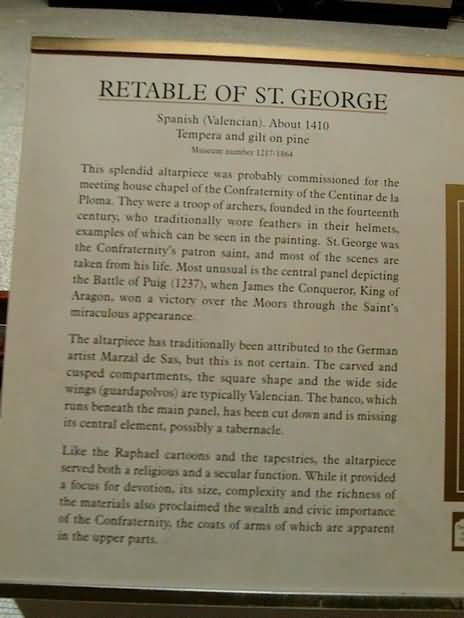 RETABLE OF ST. GEORGE
Spanish (Valencian). About 1410
Tempera and gilt on pine
Museum number 1217-1864
This splendid altarpiece was probably commissioned for the
meeting house chapel of the Confraternity of the Centinar de la
Ploma. They were a troop of archers, founded in the fourteenth
century, who traditionally wore feathers in their helmets,
examples of which can be seen in the painting. St. George was
the Confraternity's patron saint, and most of the scenes are
taken from his life. Most unusual is the central panel depicting
the Battle of Puig (1237), when James the Conqueror, King of
Aragon, won a victory over the Moors through the Saint's
miraculous appearance.
The altarpiece has traditionally been attributed to the German
artist Marzal de Sas, but this is not certain. The carved and
cusped compartments, the square shape and the wide side
wings (guardapolvos) are typically Valencian. The banco, which
runs beneath the main panel, has been cut down and is missing
its central element, possibly a tabernacle.
Like the Raphael cartoons and the tapestries, the altarpiece
served both a religious and a secular function. While it provided
a focus for devotion, its size, complexity and the richness of
the materials also proclaimed the wealth and civic importance
of the Confraternity, the coats of arms of which are apparent
in the upper parts.